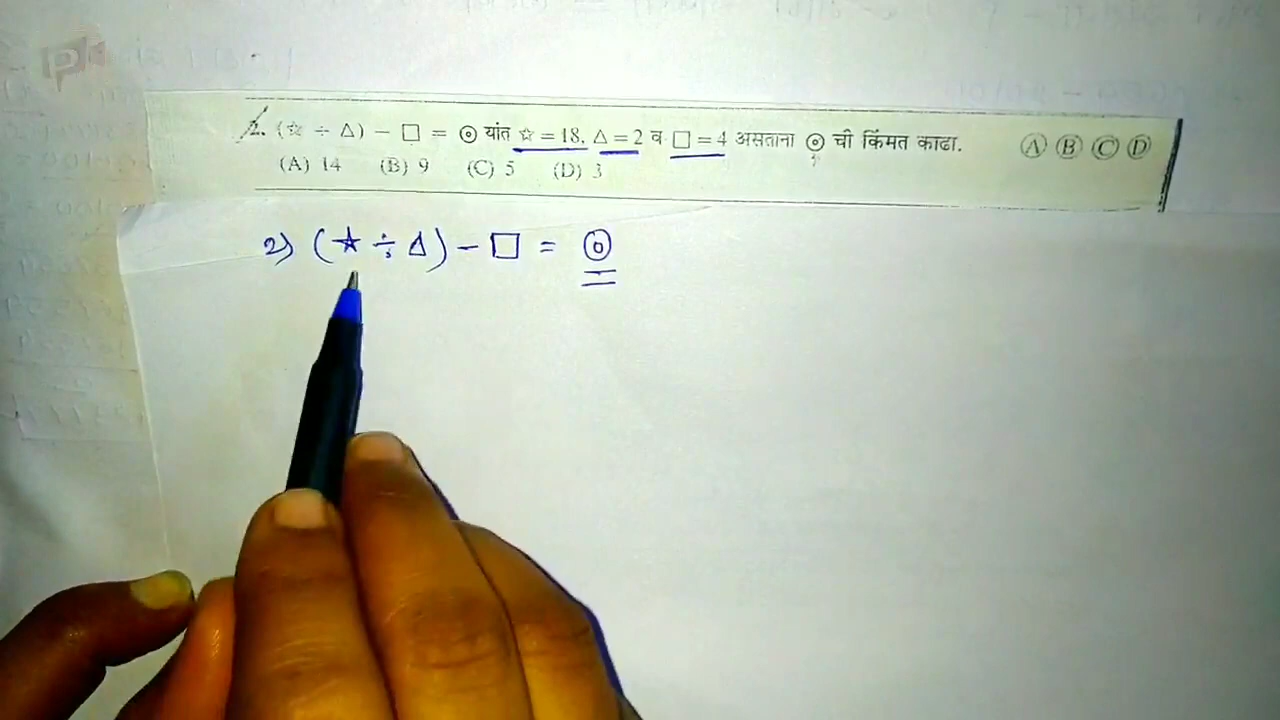 2. (☆ ÷ △) − □ = ⊙ यांत ☆ = 18, △ = 2 व □ = 4 असताना ⊙ ची किंमत काढा. Ⓐ Ⓑ Ⓒ Ⓓ
(A) 14 (B) 9 (C) 5 (D) 3
2) (☆ ÷ △) − □ = ⊙